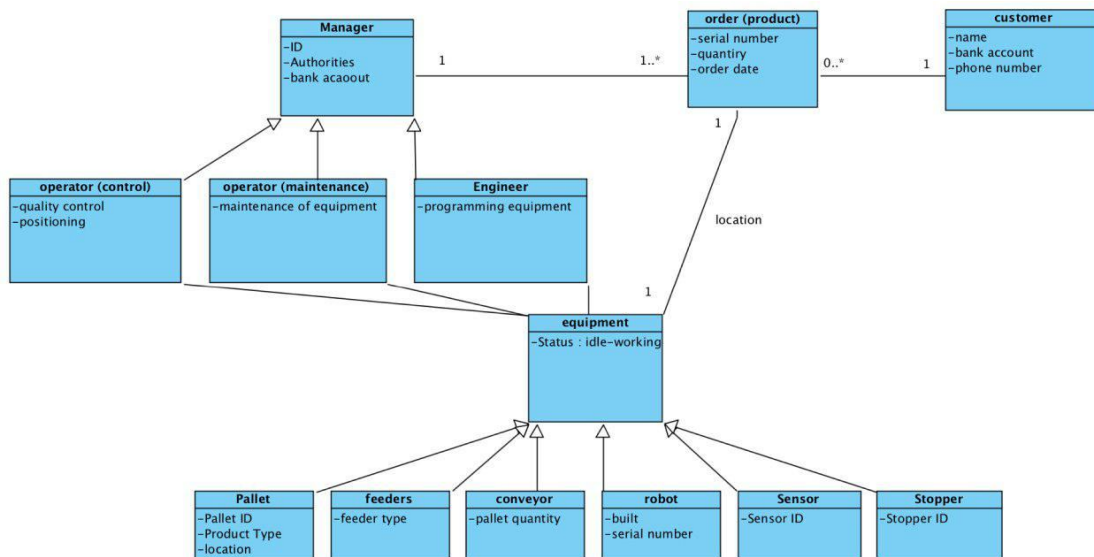 Manager
-ID
-Authorities
-bank acaoout
1
1..*
order (product)
-serial number
-quantiry
-order date
0..*
1
customer
-name
-bank account
-phone number
1
operator (control)
-quality control
-positioning
operator (maintenance)
-maintenance of equipment
Engineer
-programming equipment
location
1
equipment
-Status : idle-working
Pallet
-Pallet ID
-Product Type
-location
feeders
-feeder type
conveyor
-pallet quantity
robot
-built
-serial number
Sensor
-Sensor ID
Stopper
-Stopper ID